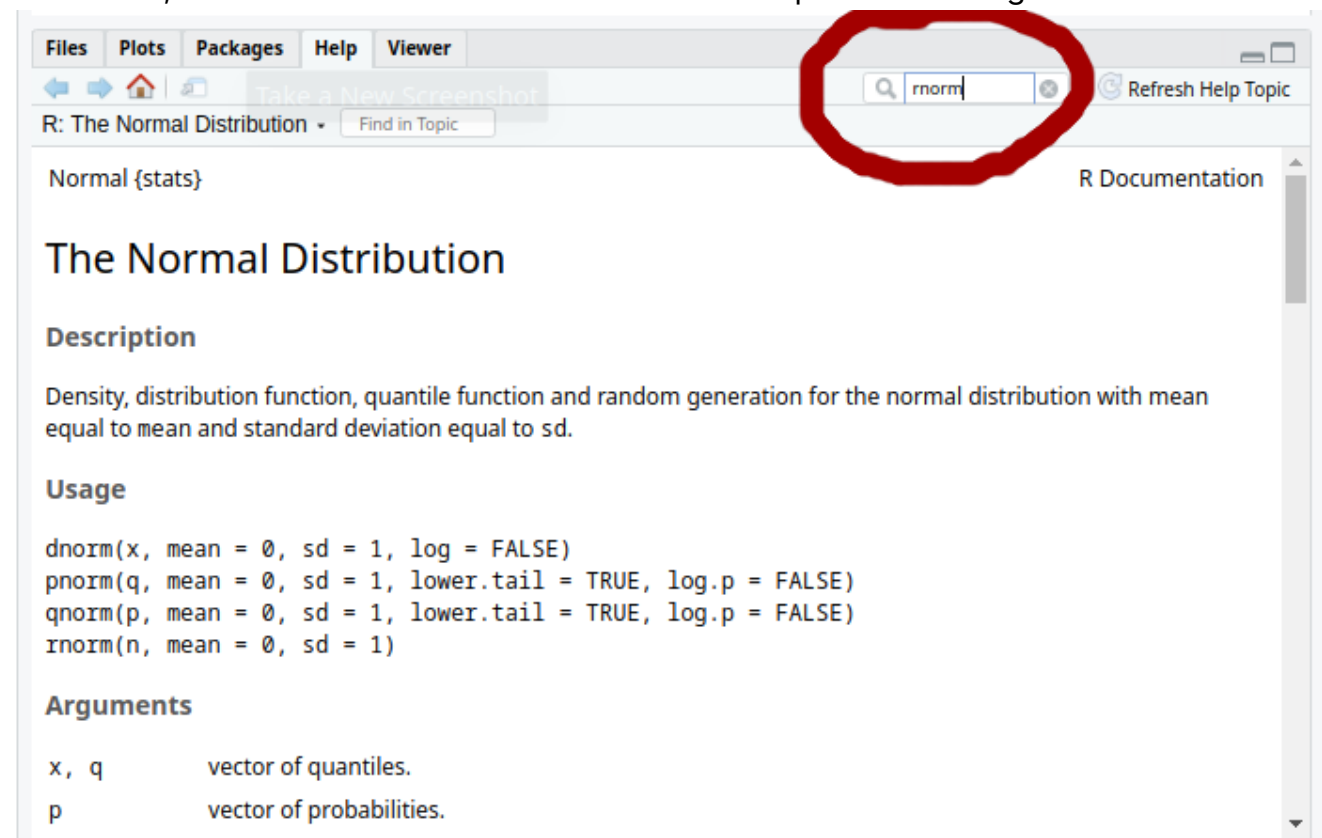 Files Plots Packages Help Viewer
Take a New Screenshot
rnorm
Refresh Help Topic
R: The Normal Distribution
Find in Topic
Normal {stats}
R Documentation
The Normal Distribution
Description
Density, distribution function, quantile function and random generation for the normal distribution with mean
equal to mean and standard deviation equal to sd.
Usage
dnorm(x, mean = 0, sd = 1, log = FALSE)
pnorm(q, mean = 0, sd = 1, lower.tail = TRUE, log.p = FALSE)
qnorm(p, mean = 0, sd = 1, lower.tail = TRUE, log.p = FALSE)
rnorm(n, mean = 0, sd = 1)
Arguments
x, q vector of quantiles.
p vector of probabilities.